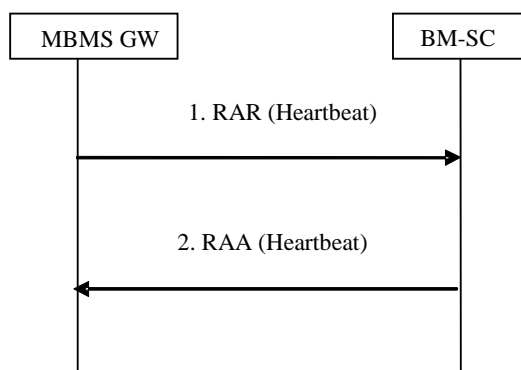 MBMS GW
BM-SC
1. RAR (Heartbeat)
2. RAA (Heartbeat)